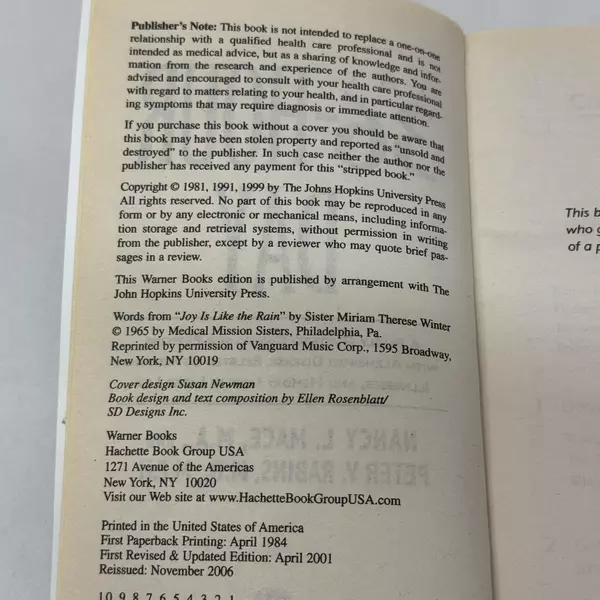 Publisher's Note: This book is not intended to replace a one-on-one
relationship with a qualified health care professional and is not
intended as medical advice, but as a sharing of knowledge and infor-
mation from the research and experience of the authors. You are
advised and encouraged to consult with your health care professional
with regard to matters relating to your health, and in particular regard-
ing symptoms that may require diagnosis or immediate attention.
If you purchase this book without a cover you should be aware that
this book may have been stolen property and reported as "unsold and
destroyed" to the publisher. In such case neither the author nor the
publisher has received any payment for this "stripped book."
Copyright © 1981, 1991, 1999 by The Johns Hopkins University Press
All rights reserved. No part of this book may be reproduced in any
form or by any electronic or mechanical means, including informa-
tion storage and retrieval systems, without permission in writing
from the publisher, except by a reviewer who may quote brief pas-
sages in a review.
This Warner Books edition is published by arrangement with The
John Hopkins University Press.
Words from "Joy Is Like the Rain" by Sister Miriam Therese Winter
© 1965 by Medical Mission Sisters, Philadelphia, Pa.
Reprinted by permission of Vanguard Music Corp., 1595 Broadway,
New York, NY 10019
Cover design Susan Newman
Book design and text composition by Ellen Rosenblatt/
SD Designs Inc.
Warner Books
Hachette Book Group USA
1271 Avenue of the Americas
New York, NY 10020
Visit our Web site at www.HachetteBookGroupUSA.com
Printed in the United States of America
First Paperback Printing: April 1984
First Revised & Updated Edition: April 2001
Reissued: November 2006
10 9 8 7 6 5 4 3 2 1
This b
who g
of a p